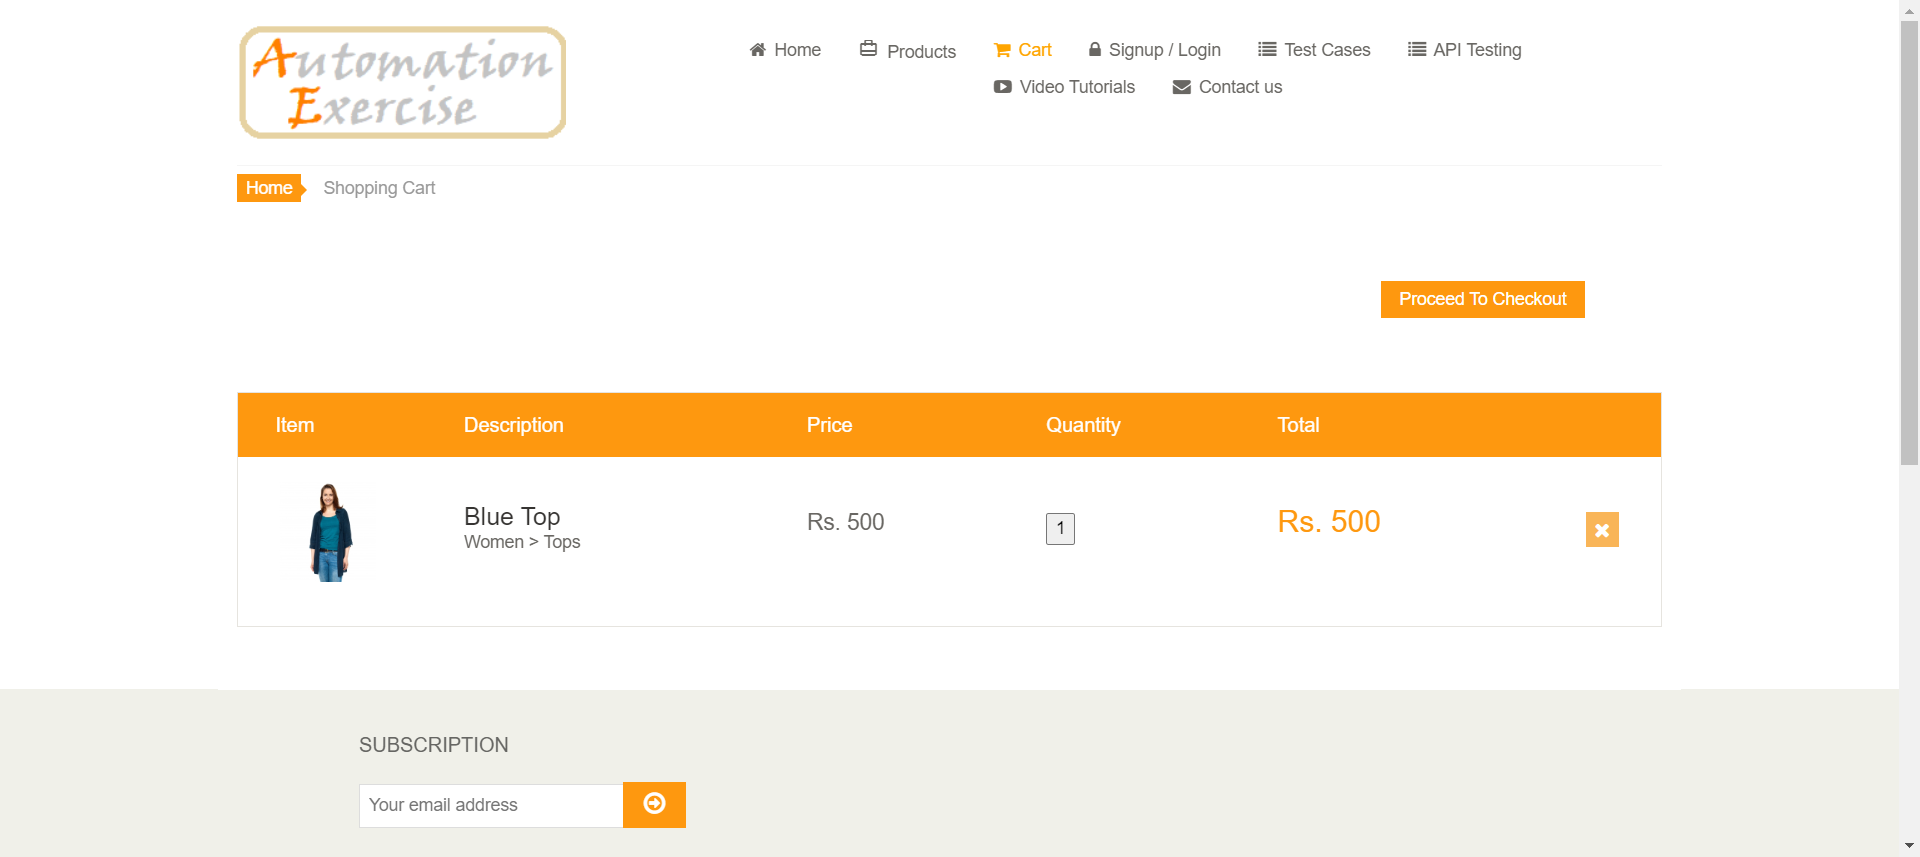 Automation
Exercise
Home
Products
Cart
Signup / Login
Test Cases
API Testing
Video Tutorials
Contact us
Home
Shopping Cart
Proceed To Checkout
Item Description Price Quantity Total
Blue Top
Women > Tops
Rs. 500
1
Rs. 500
SUBSCRIPTION
Your email address